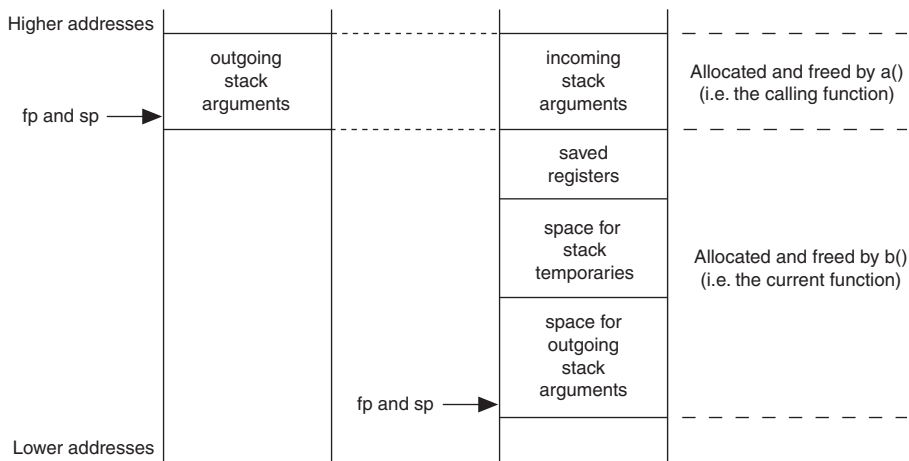 Higher addresses
outgoing
stack
arguments
incoming
stack
arguments
Allocated and freed by a()
(i.e. the calling function)
fp and sp
saved
registers
space for
stack
temporaries
Allocated and freed by b()
(i.e. the current function)
space for
outgoing
stack
arguments
fp and sp
Lower addresses